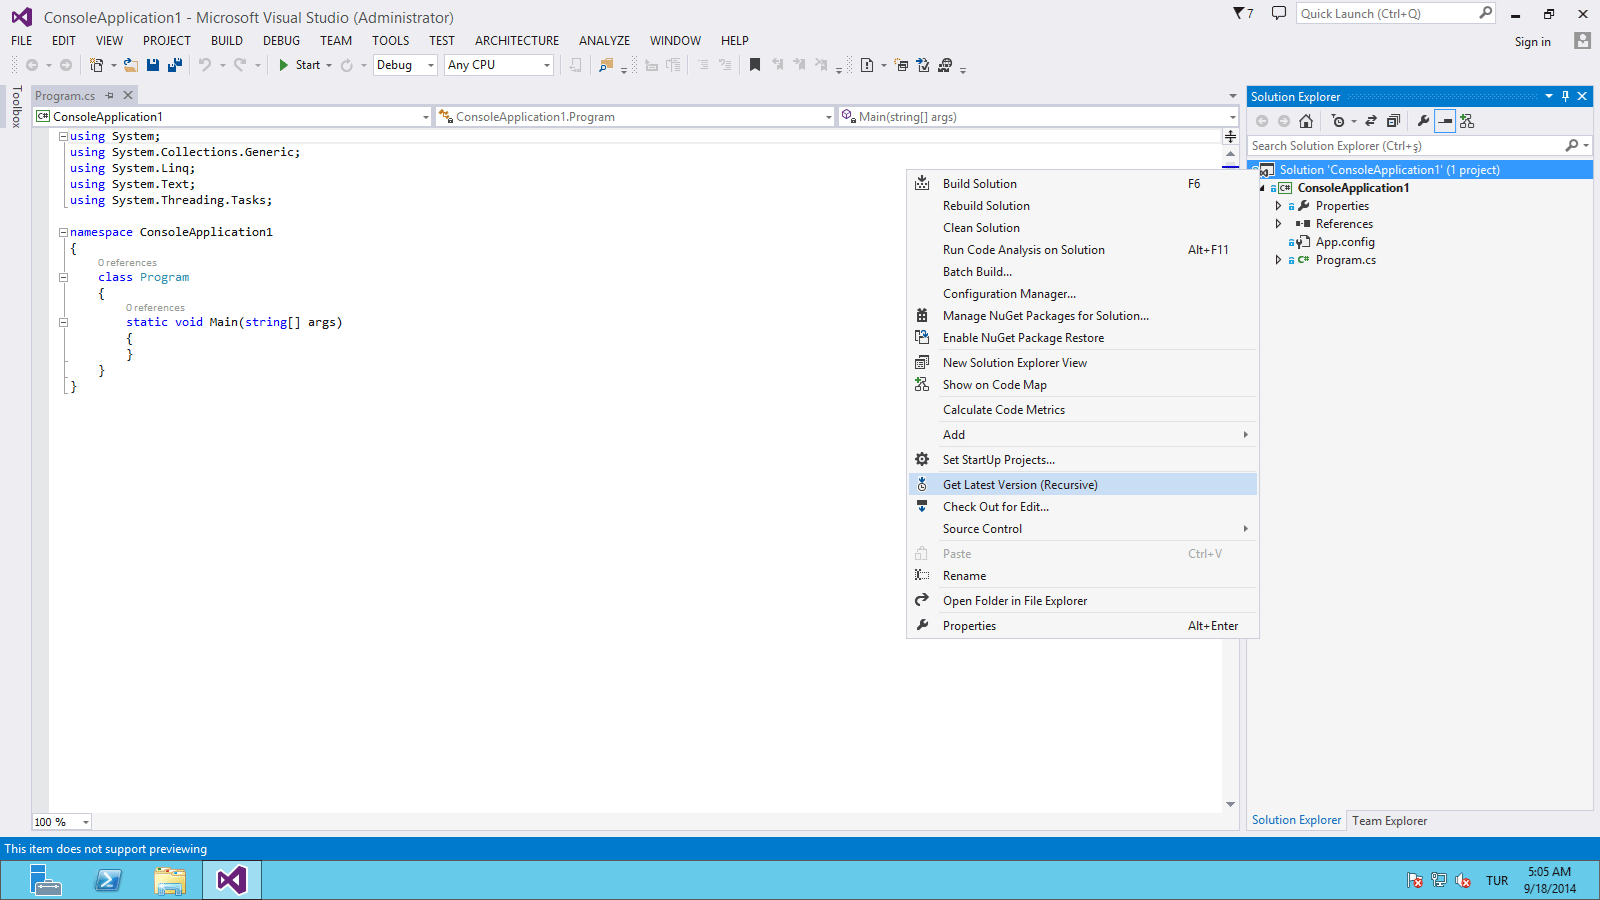 ConsoleApplication1 - Microsoft Visual Studio (Administrator)
7
Quick Launch (Ctrl+Q)
FILE EDIT VIEW PROJECT BUILD DEBUG TEAM TOOLS TEST ARCHITECTURE ANALYZE WINDOW HELP
Sign in
Start Debug Any CPU
Toolbox
Program.cs
ConsoleApplication1 ConsoleApplication1.Program Main(string[] args)
using System;
using System.Collections.Generic;
using System.Linq;
using System.Text;
using System.Threading.Tasks;
namespace ConsoleApplication1
{
0 references
class Program
{
0 references
static void Main(string[] args)
{
}
}
}
100 %
Build Solution F6
Rebuild Solution
Clean Solution
Run Code Analysis on Solution Alt+F11
Batch Build...
Configuration Manager...
Manage NuGet Packages for Solution...
Enable NuGet Package Restore
New Solution Explorer View
Show on Code Map
Calculate Code Metrics
Add
Set StartUp Projects...
Get Latest Version (Recursive)
Check Out for Edit...
Source Control
Paste Ctrl+V
Rename
Open Folder in File Explorer
Properties Alt+Enter
Solution Explorer
Search Solution Explorer (Ctrl+ş)
Solution 'ConsoleApplication1' (1 project)
C# ConsoleApplication1
Properties
References
App.config
C# Program.cs
Solution Explorer Team Explorer
This item does not support previewing
TUR
5:05 AM
9/18/2014